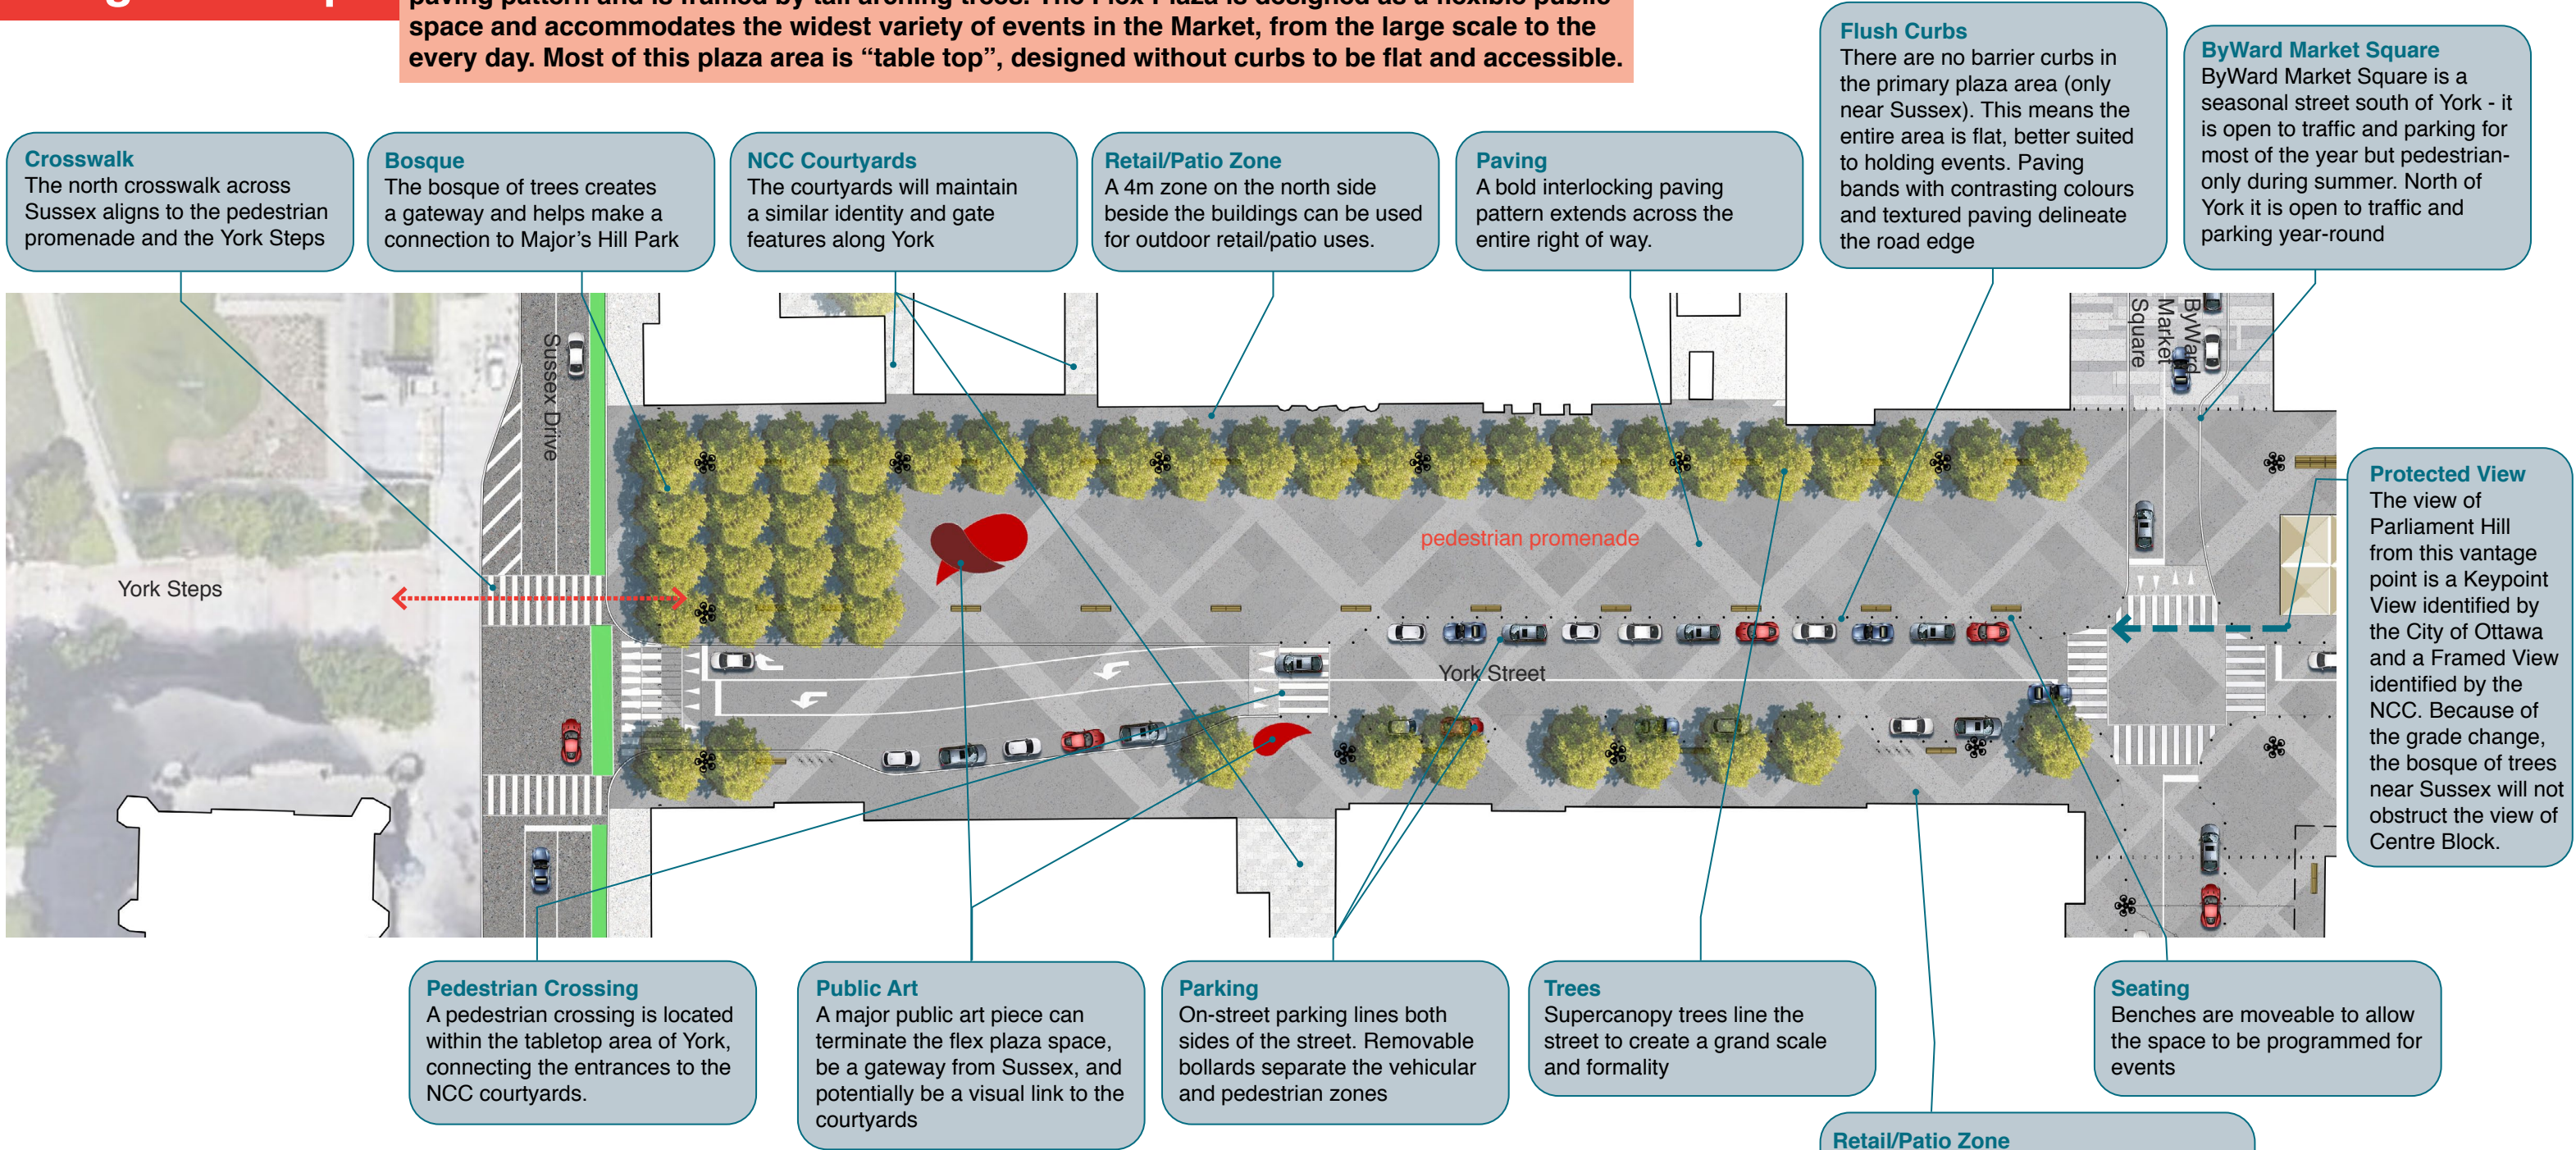 paving pattern and is framed by tall arching trees. The Flex Plaza is designed as a flexible public
space and accommodates the widest variety of events in the Market, from the large scale to the
every day. Most of this plaza area is “table top”, designed without curbs to be flat and accessible.
Crosswalk
The north crosswalk across
Sussex aligns to the pedestrian
promenade and the York Steps
Bosque
The bosque of trees creates
a gateway and helps make a
connection to Major’s Hill Park
NCC Courtyards
The courtyards will maintain
a similar identity and gate
features along York
Retail/Patio Zone
A 4m zone on the north side
beside the buildings can be used
for outdoor retail/patio uses.
Paving
A bold interlocking paving
pattern extends across the
entire right of way.
Flush Curbs
There are no barrier curbs in
the primary plaza area (only
near Sussex). This means the
entire area is flat, better suited
to holding events. Paving
bands with contrasting colours
and textured paving delineate
the road edge
ByWard Market Square
ByWard Market Square is a
seasonal street south of York - it
is open to traffic and parking for
most of the year but pedestrian-
only during summer. North of
York it is open to traffic and
parking year-round
Sussex Drive
ByWard
Market
Square
York Steps
pedestrian promenade
York Street
Protected View
The view of
Parliament Hill
from this vantage
point is a Keypoint
View identified by
the City of Ottawa
and a Framed View
identified by the
NCC. Because of
the grade change,
the bosque of trees
near Sussex will not
obstruct the view of
Centre Block.
Pedestrian Crossing
A pedestrian crossing is located
within the tabletop area of York,
connecting the entrances to the
NCC courtyards.
Public Art
A major public art piece can
terminate the flex plaza space,
be a gateway from Sussex, and
potentially be a visual link to the
courtyards
Parking
On-street parking lines both
sides of the street. Removable
bollards separate the vehicular
and pedestrian zones
Trees
Supercanopy trees line the
street to create a grand scale
and formality
Seating
Benches are moveable to allow
the space to be programmed for
events
Retail/Patio Zone